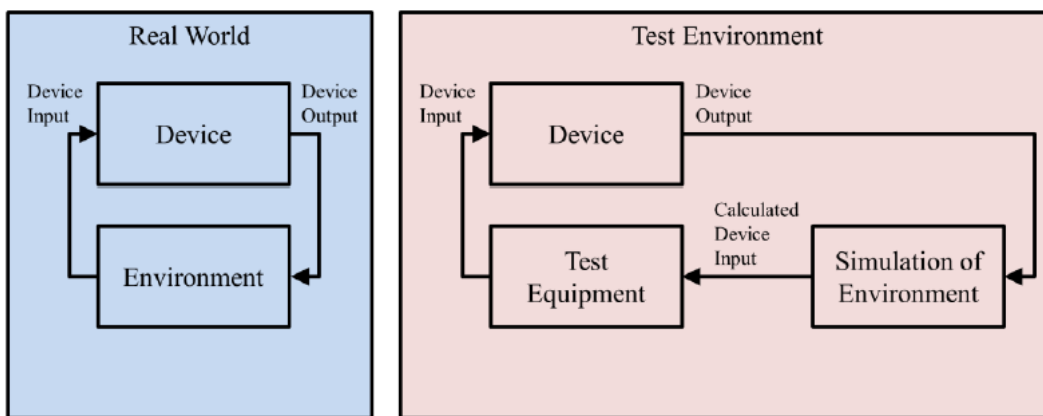 Real World
Device
Input
Device
Output
Device
Environment
Test Environment
Device
Input
Device
Output
Device
Calculated
Device
Input
Test
Equipment
Simulation of
Environment